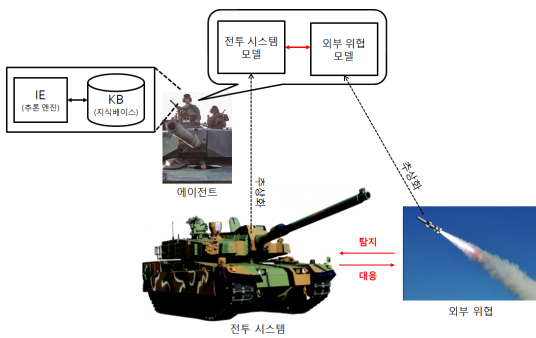 전투 시스템
모델
외부 위협
모델
IE
(추론 엔진)
KB
(지식베이스)
에이전트
추상화
추상화
탐지
대응
전투 시스템
외부 위협